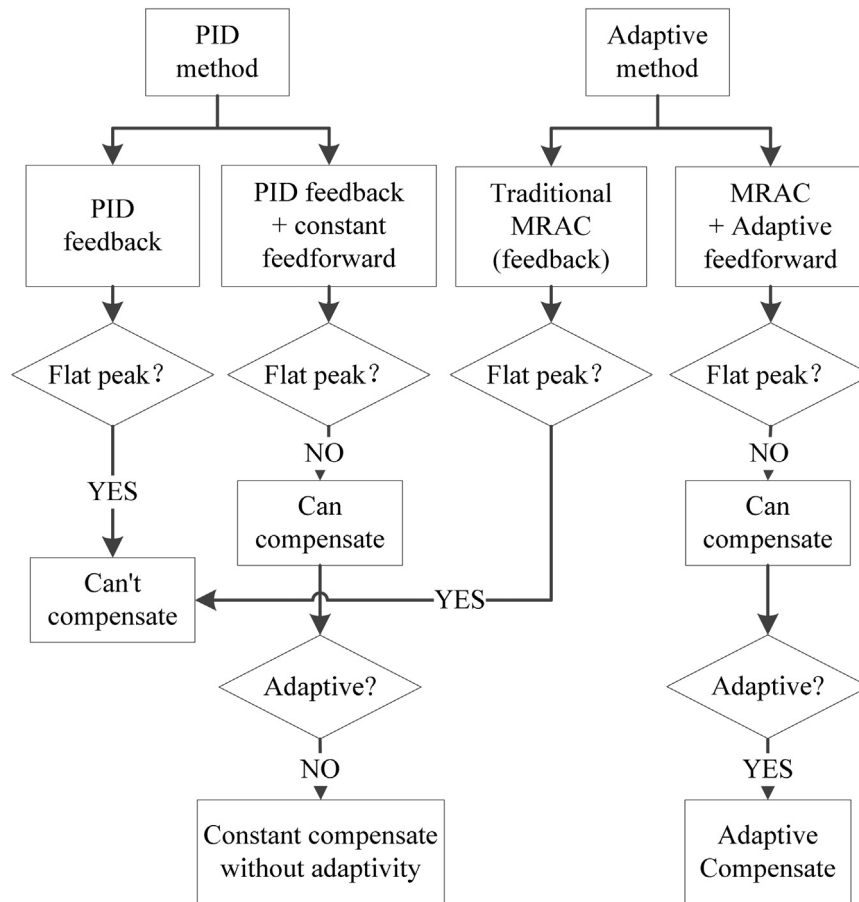 PID
method
Adaptive
method
PID
feedback
PID feedback
+ constant
feedforward
Traditional
MRAC
(feedback)
MRAC
+ Adaptive
feedforward
Flat peak?
Flat peak?
Flat peak?
Flat peak?
YES
NO
NO
Can
compensate
Can
compensate
Can't
compensate
YES
Adaptive?
Adaptive?
NO
YES
Constant compensate
without adaptivity
Adaptive
Compensate